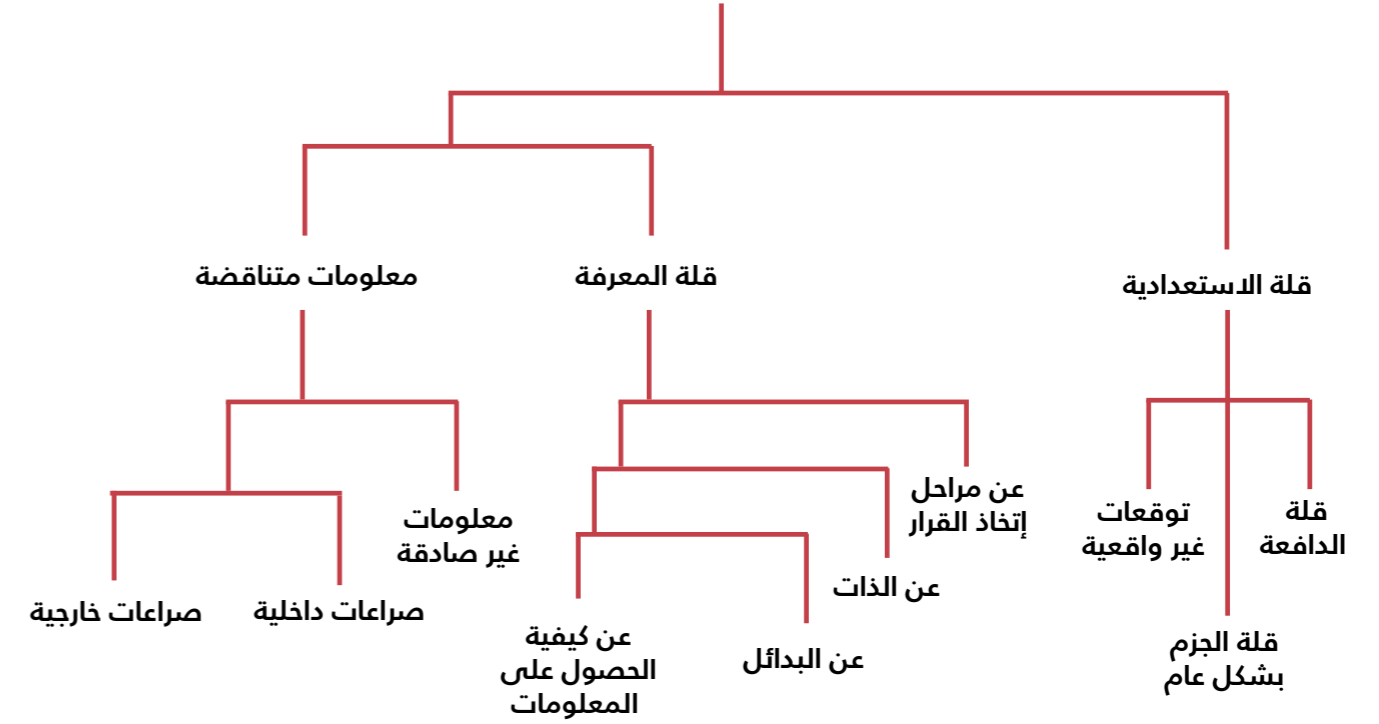 قلة الاستعدادية
قلة المعرفة
معلومات متناقضة
قلة
الدافعة
توقعات
غير واقعية
قلة الجزم
بشكل عام
عن مراحل
إتخاذ القرار
عن الذات
عن البدائل
عن كيفية
الحصول على
المعلومات
معلومات
غير صادقة
صراعات داخلية
صراعات خارجية